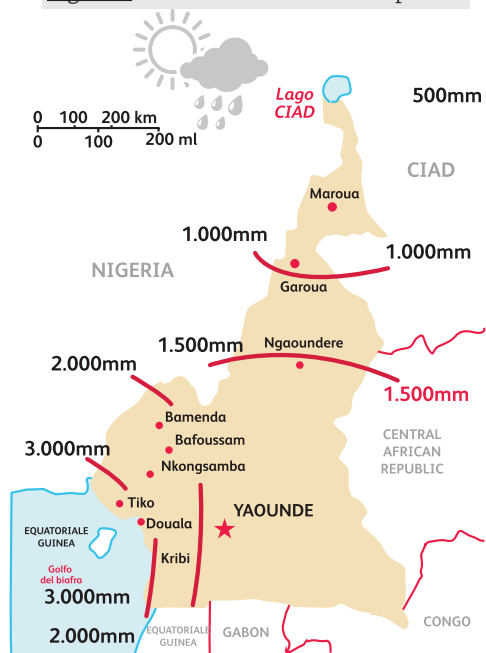 Lago
CIAD
500mm
0 100 200 km
0 100 200 ml
CIAD
Maroua
1.000mm
1.000mm
NIGERIA
Garoua
Ngaoundere
1.500mm
2.000mm
1.500mm
Bamenda
Bafoussam
CENTRAL
AFRICAN
REPUBLIC
3.000mm
Nkongsamba
Tiko
YAOUNDE
Douala
EQUATORIALE
GUINEA
Kribi
Golfo
del biafra
3.000mm
2.000mm
EQUATORIALE
GUINEA
GABON
CONGO